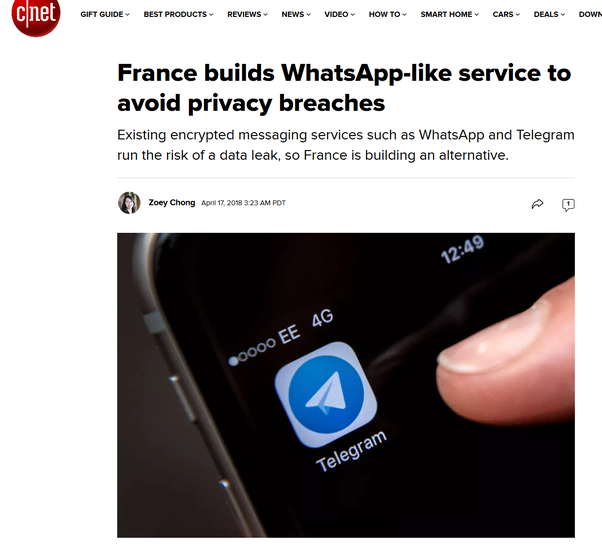 c|net
GIFT GUIDE BEST PRODUCTS REVIEWS NEWS VIDEO HOW TO SMART HOME CARS DEALS DOWN
France builds WhatsApp-like service to
avoid privacy breaches
Existing encrypted messaging services such as WhatsApp and Telegram
run the risk of a data leak, so France is building an alternative.
Zoey Chong April 17, 2018 3:23 AM PDT
1
12:49
EE 4G
Telegram